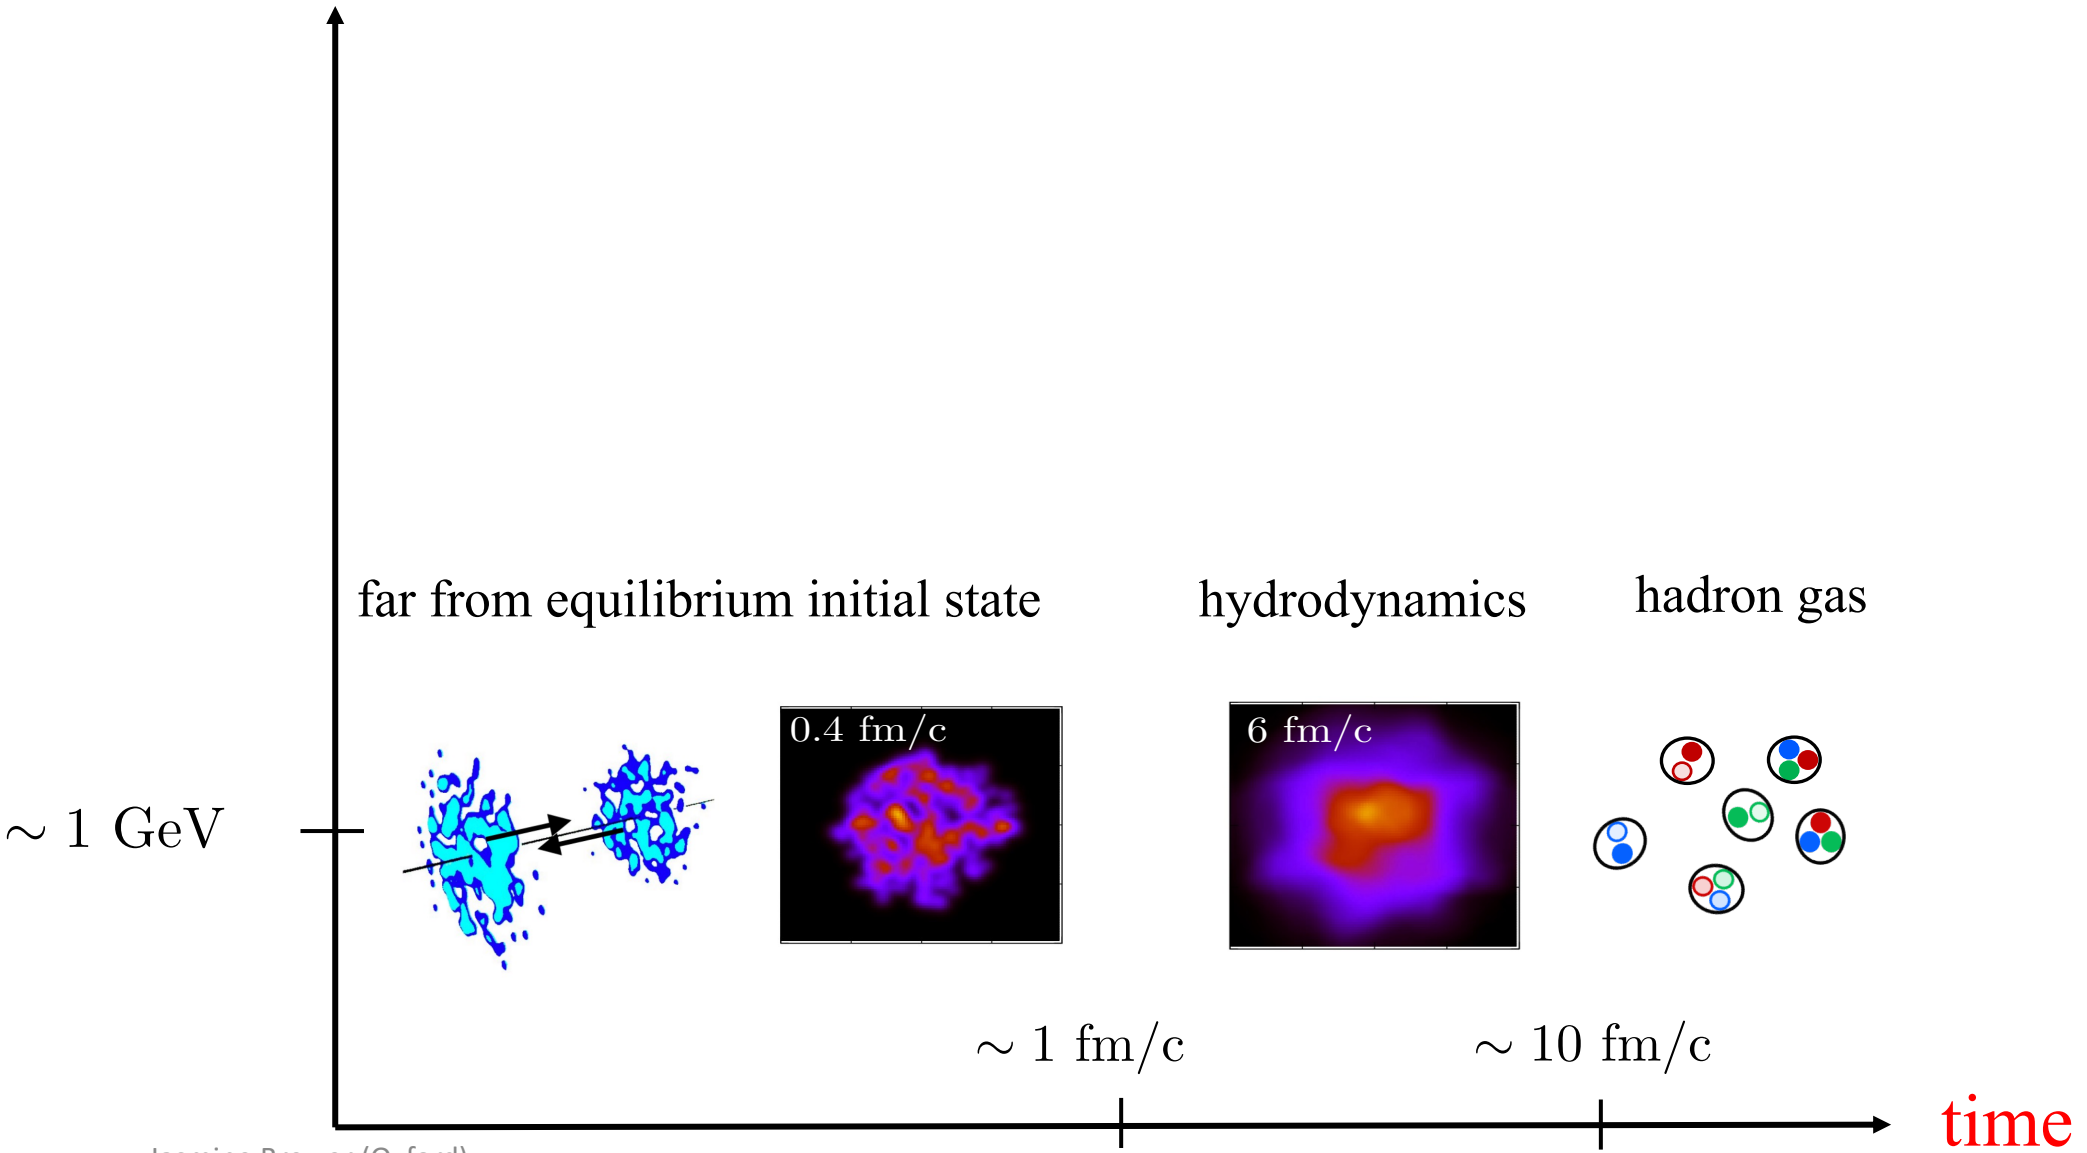 far from equilibrium initial state
hydrodynamics
hadron gas
0.4 fm/c
6 fm/c
∼ 1 GeV
∼ 1 fm/c
∼ 10 fm/c
time